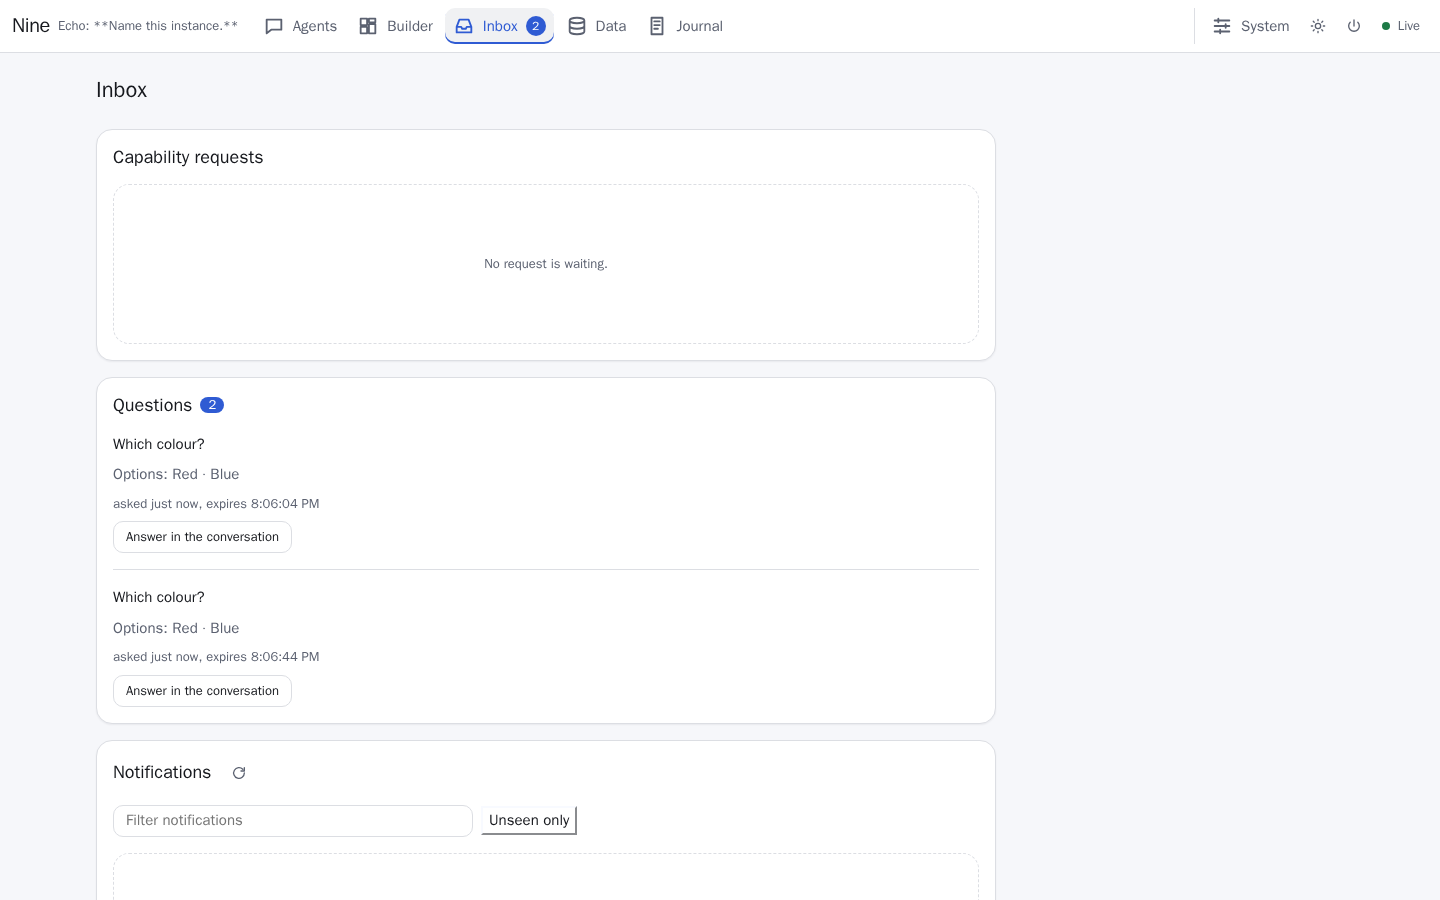 Nine Echo: **Name this instance.** Agents Builder Inbox 2 Data Journal System Live
Inbox
Capability requests
No request is waiting.
Questions 2
Which colour?
Options: Red · Blue
asked just now, expires 8:06:04 PM
Answer in the conversation
Which colour?
Options: Red · Blue
asked just now, expires 8:06:44 PM
Answer in the conversation
Notifications
Filter notifications Unseen only